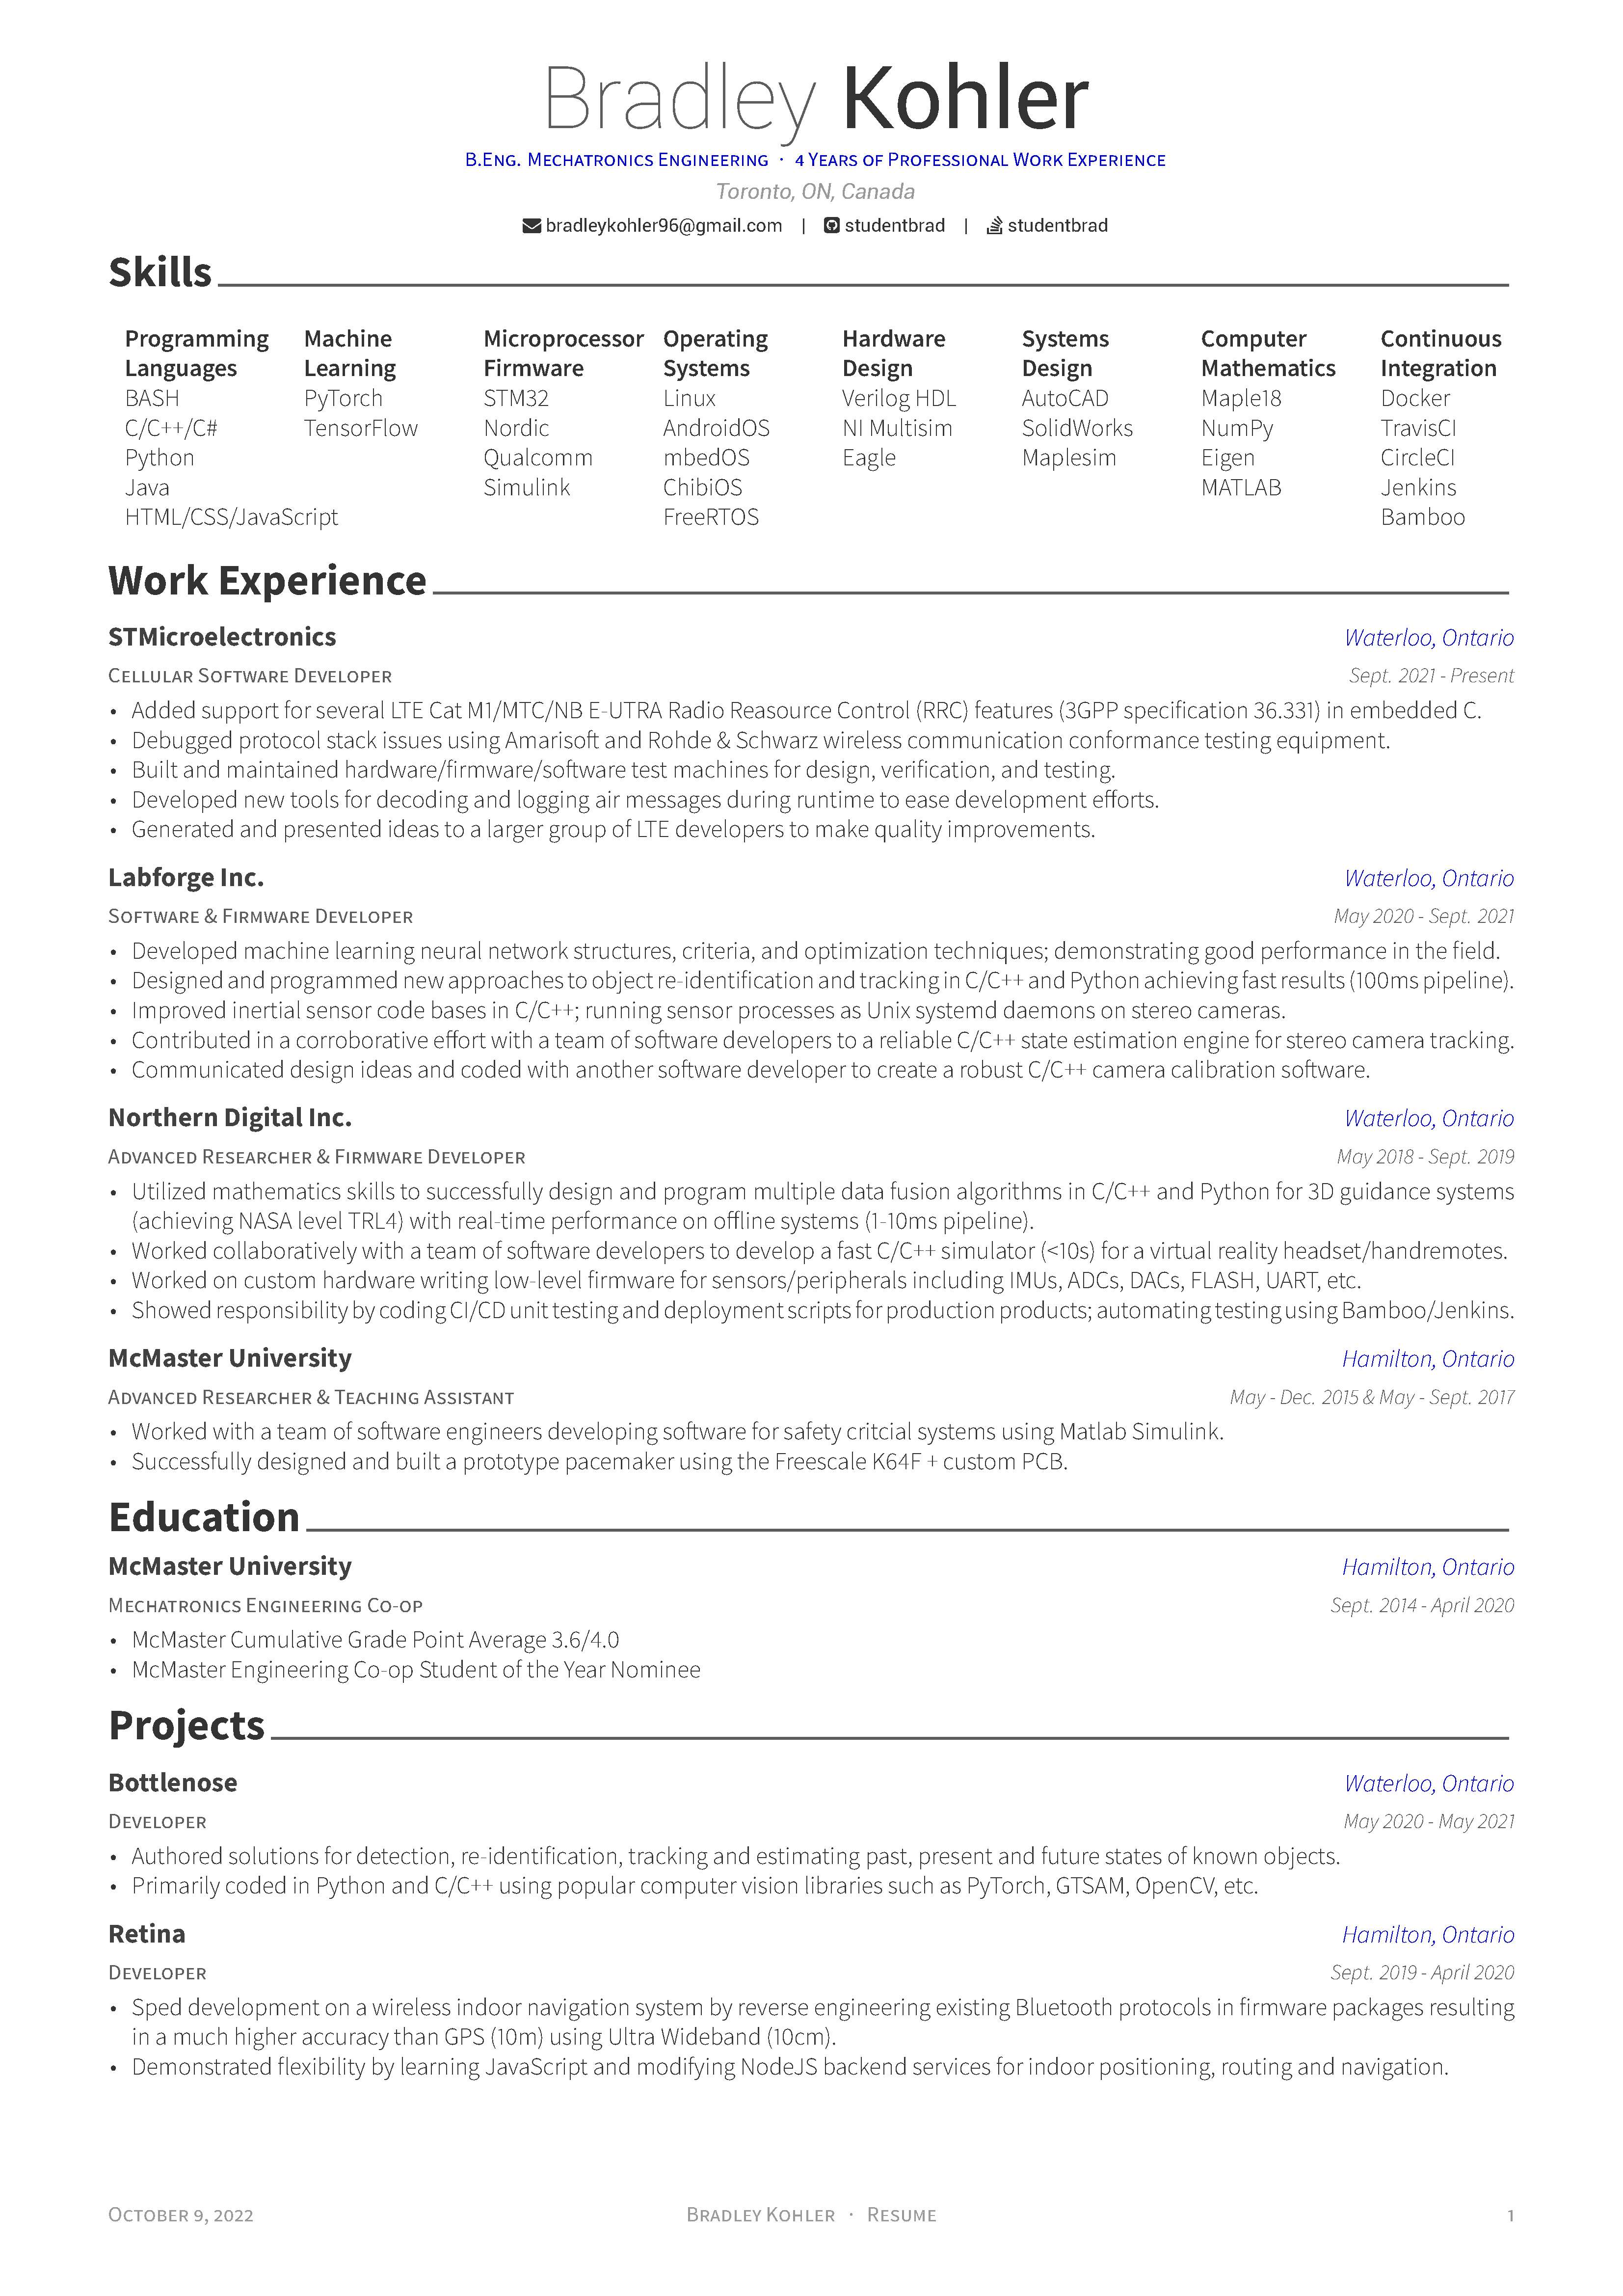 Bradley Kohler
B.Eng. Mechatronics Engineering · 4 Years of Professional Work Experience
Toronto, ON, Canada
bradleykohler96@gmail.com | studentbrad | studentbrad
Skills
Programming Machine Microprocessor Operating Hardware Systems Computer Continuous
Languages Learning Firmware Systems Design Design Mathematics Integration
BASH PyTorch STM32 Linux Verilog HDL AutoCAD Maple18 Docker
C/C++/C# TensorFlow Nordic AndroidOS NI Multisim SolidWorks NumPy TravisCI
Python Qualcomm mbedOS Eagle Maplesim Eigen CircleCI
Java Simulink ChibiOS MATLAB Jenkins
HTML/CSS/JavaScript FreeRTOS Bamboo
Work Experience
STMicroelectronics Waterloo, Ontario
Cellular Software Developer Sept. 2021 - Present
• Added support for several LTE Cat M1/MTC/NB E-UTRA Radio Reasource Control (RRC) features (3GPP specification 36.331) in embedded C.
• Debugged protocol stack issues using Amarisoft and Rohde & Schwarz wireless communication conformance testing equipment.
• Built and maintained hardware/firmware/software test machines for design, verification, and testing.
• Developed new tools for decoding and logging air messages during runtime to ease development efforts.
• Generated and presented ideas to a larger group of LTE developers to make quality improvements.
Labforge Inc. Waterloo, Ontario
Software & Firmware Developer May 2020 - Sept. 2021
• Developed machine learning neural network structures, criteria, and optimization techniques; demonstrating good performance in the field.
• Designed and programmed new approaches to object re-identification and tracking in C/C++ and Python achieving fast results (100ms pipeline).
• Improved inertial sensor code bases in C/C++; running sensor processes as Unix systemd daemons on stereo cameras.
• Contributed in a corroborative effort with a team of software developers to a reliable C/C++ state estimation engine for stereo camera tracking.
• Communicated design ideas and coded with another software developer to create a robust C/C++ camera calibration software.
Northern Digital Inc. Waterloo, Ontario
Advanced Researcher & Firmware Developer May 2018 - Sept. 2019
• Utilized mathematics skills to successfully design and program multiple data fusion algorithms in C/C++ and Python for 3D guidance systems
(achieving NASA level TRL4) with real-time performance on offline systems (1-10ms pipeline).
• Worked collaboratively with a team of software developers to develop a fast C/C++ simulator (<10s) for a virtual reality headset/handremotes.
• Worked on custom hardware writing low-level firmware for sensors/peripherals including IMUs, ADCs, DACs, FLASH, UART, etc.
• Showed responsibility by coding CI/CD unit testing and deployment scripts for production products; automating testing using Bamboo/Jenkins.
McMaster University Hamilton, Ontario
Advanced Researcher & Teaching Assistant May - Dec. 2015 & May - Sept. 2017
• Worked with a team of software engineers developing software for safety critcial systems using Matlab Simulink.
• Successfully designed and built a prototype pacemaker using the Freescale K64F + custom PCB.
Education
McMaster University Hamilton, Ontario
Mechatronics Engineering Co-op Sept. 2014 - April 2020
• McMaster Cumulative Grade Point Average 3.6/4.0
• McMaster Engineering Co-op Student of the Year Nominee
Projects
Bottlenose Waterloo, Ontario
Developer May 2020 - May 2021
• Authored solutions for detection, re-identification, tracking and estimating past, present and future states of known objects.
• Primarily coded in Python and C/C++ using popular computer vision libraries such as PyTorch, GTSAM, OpenCV, etc.
Retina Hamilton, Ontario
Developer Sept. 2019 - April 2020
• Sped development on a wireless indoor navigation system by reverse engineering existing Bluetooth protocols in firmware packages resulting
in a much higher accuracy than GPS (10m) using Ultra Wideband (10cm).
• Demonstrated flexibility by learning JavaScript and modifying NodeJS backend services for indoor positioning, routing and navigation.
October 9, 2022 Bradley Kohler · Resume 1